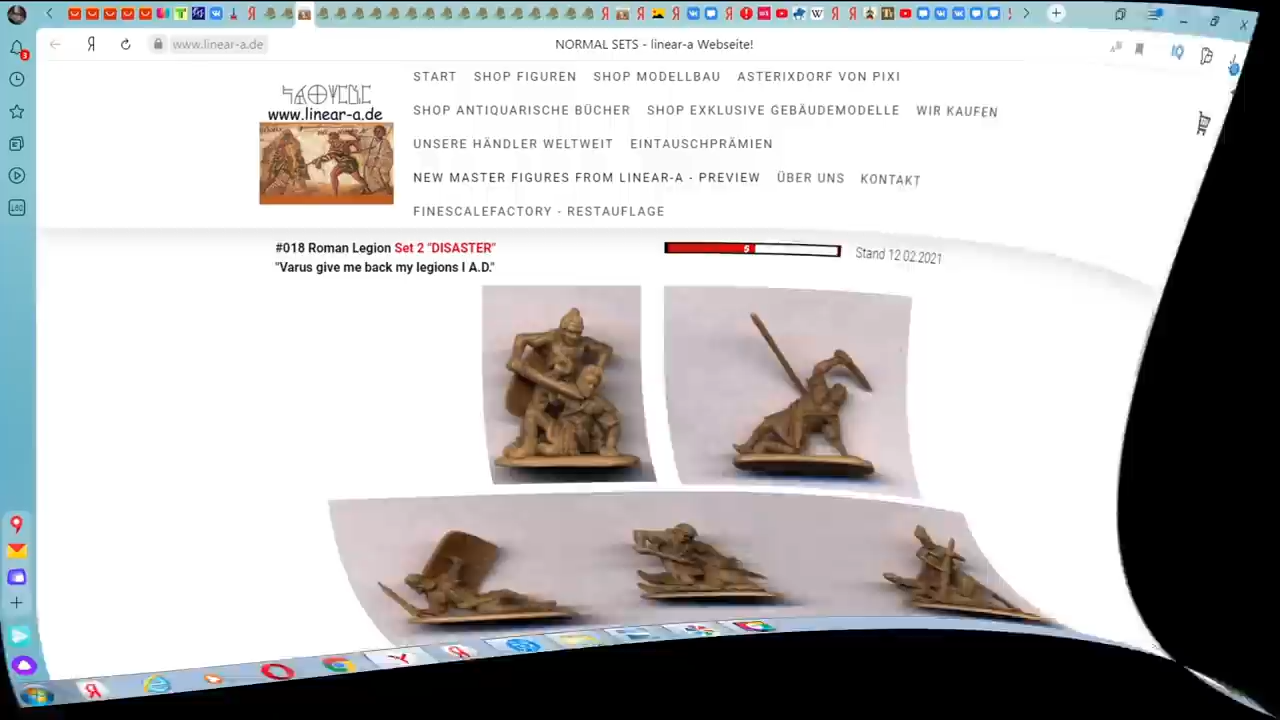 www.linear-a.de
NORMAL SETS - linear-a Webseite!
www.linear-a.de
START SHOP FIGUREN SHOP MODELLBAU ASTERIXDORF VON PIXI
SHOP ANTIQUARISCHE BÜCHER SHOP EXKLUSIVE GEBÄUDEMODELLE WIR KAUFEN
UNSERE HÄNDLER WELTWEIT EINTAUSCHPRÄMIEN
NEW MASTER FIGURES FROM LINEAR-A - PREVIEW ÜBER UNS KONTAKT
FINESCALEFACTORY - RESTAUFLAGE
#018 Roman Legion Set 2 "DISASTER"
"Varus give me back my legions I A.D."
5
Stand 12.02.2021